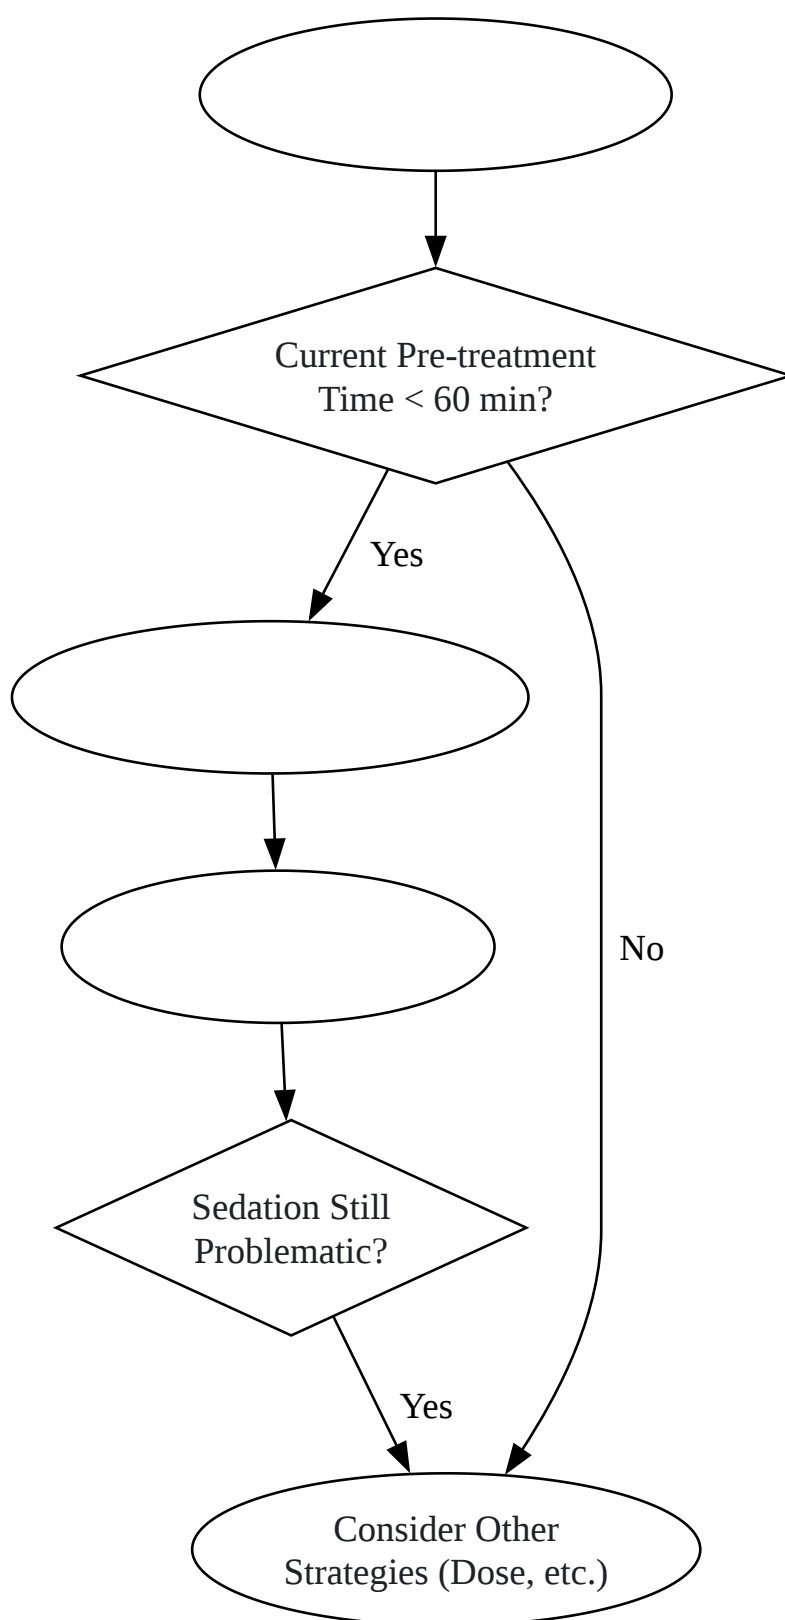 Current Pre-treatment
Time < 60 min?
Yes
No
Sedation Still
Problematic?
Yes
Consider Other
Strategies (Dose, etc.)